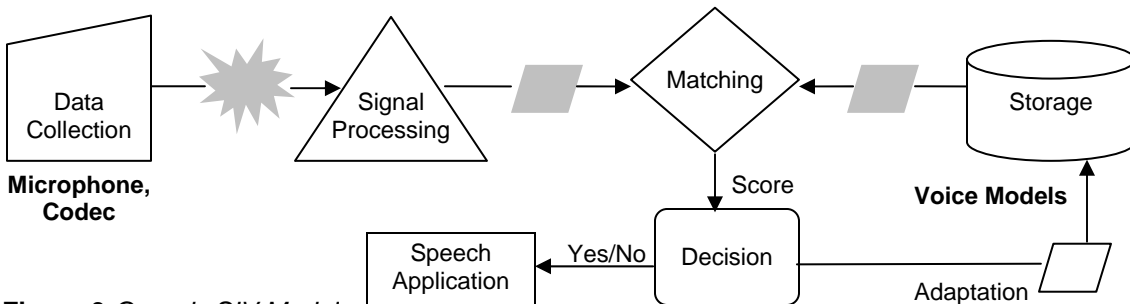 Data
Collection
Signal
Processing
Matching
Storage
Microphone,
Codec
Score
Voice Models
Speech
Application
Yes/No
Decision
Adaptation